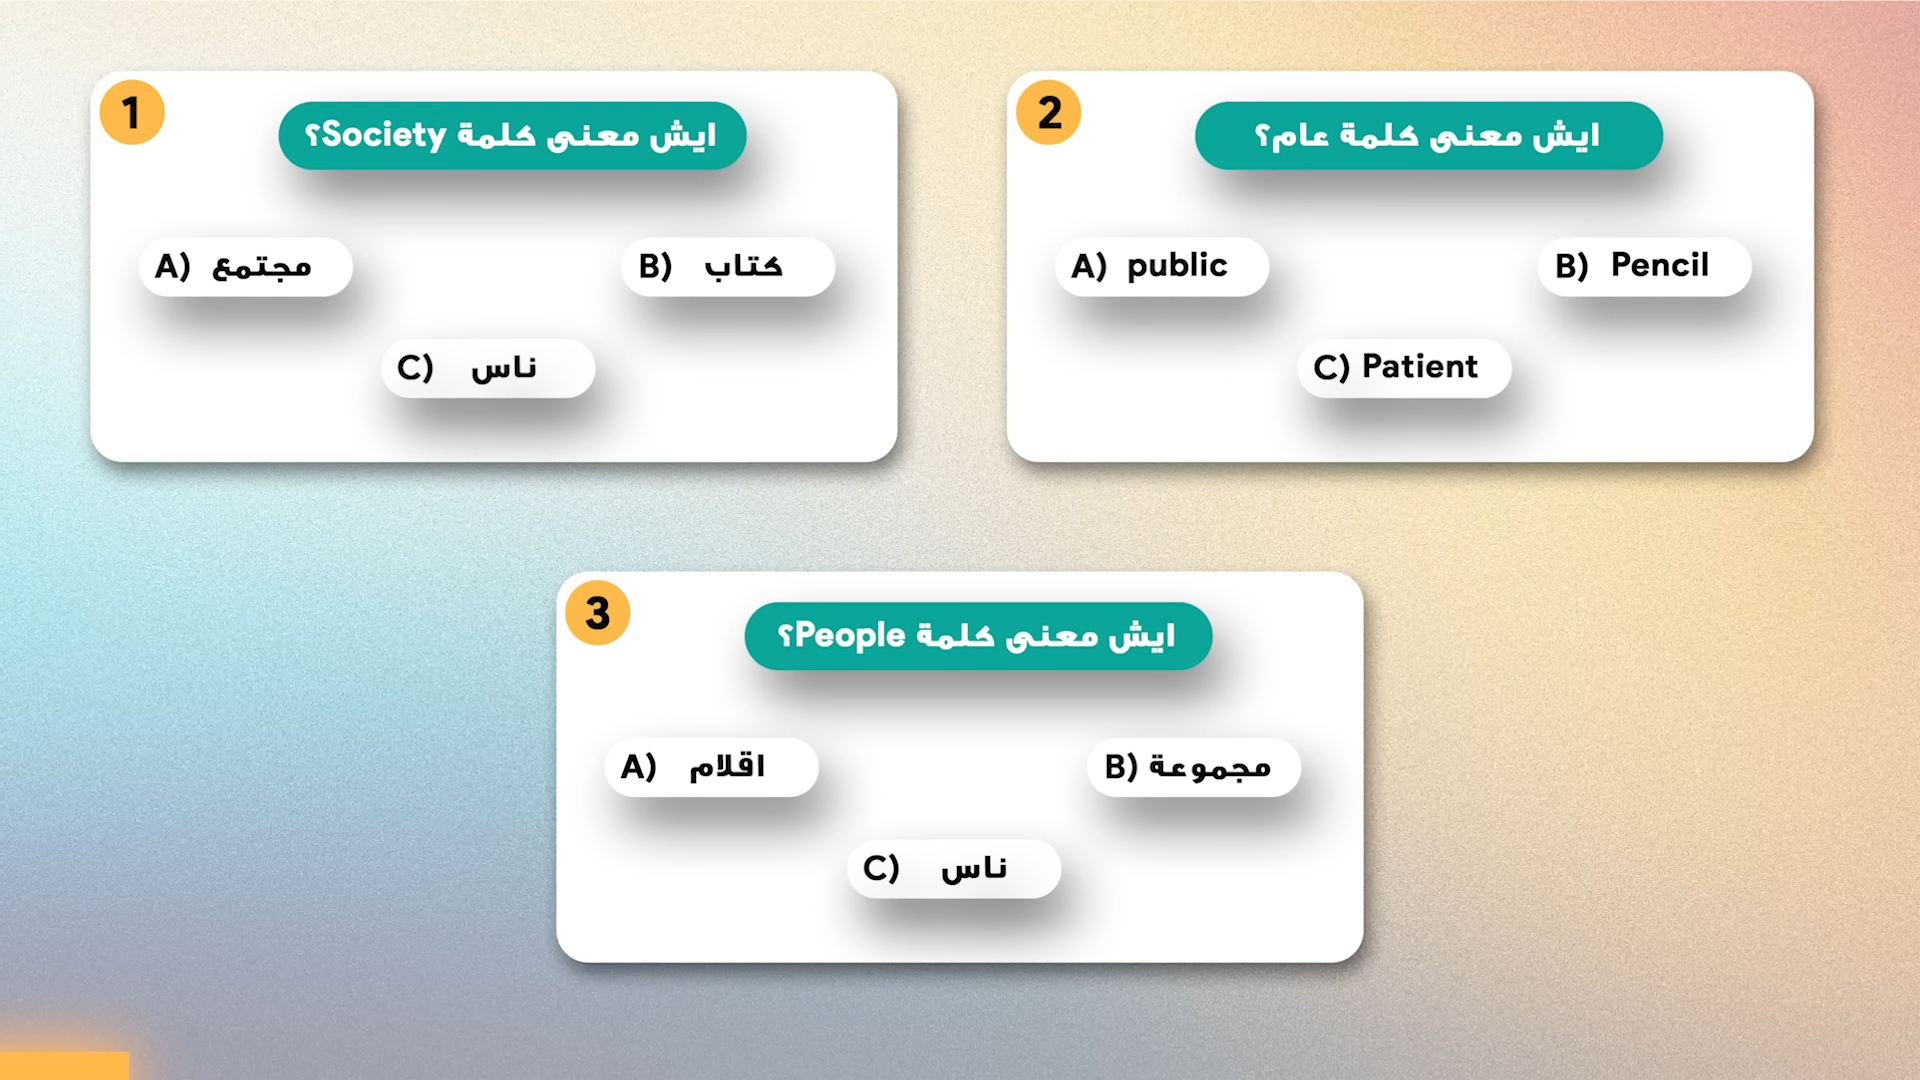 1
ايش معنى كلمة Society؟
A) مجتمع
B) كتاب
C) ناس
2
ايش معنى كلمة عام؟
A) public
B) Pencil
C) Patient
3
ايش معنى كلمة People؟
A) اقلام
B) مجموعة
C) ناس